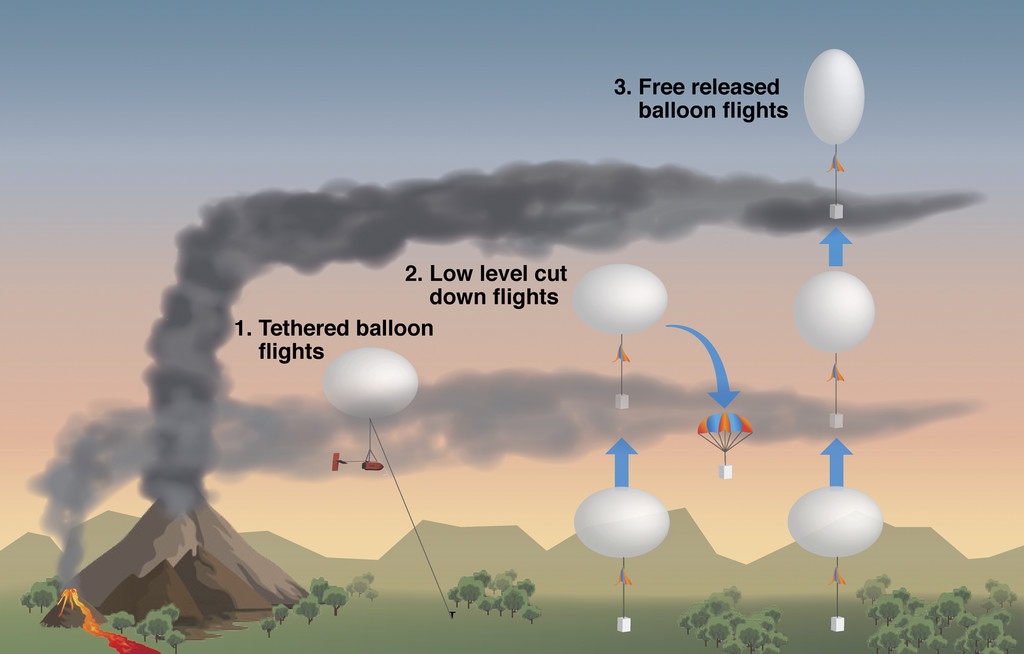 3. Free released
balloon flights
2. Low level cut
down flights
1. Tethered balloon
flights